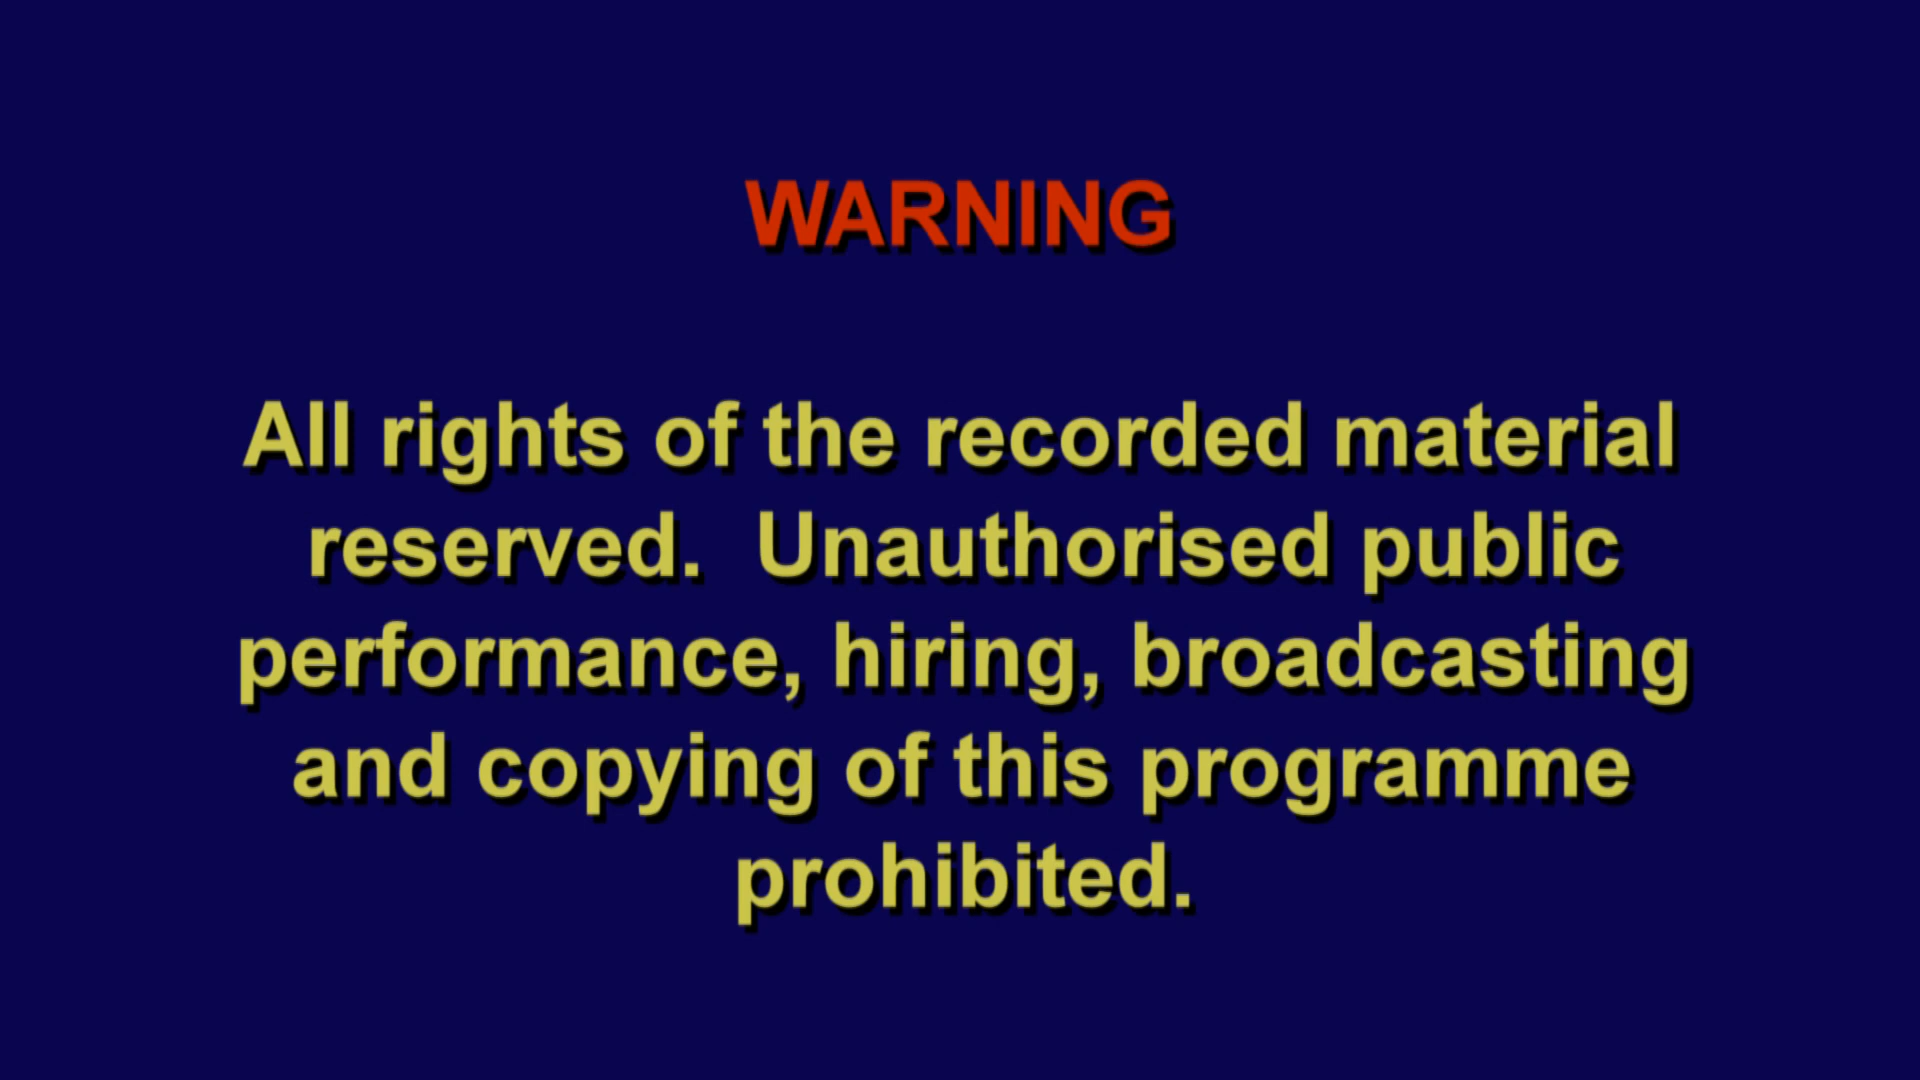 WARNING
All rights of the recorded material
reserved.  Unauthorised public
performance, hiring, broadcasting
and copying of this programme
prohibited.